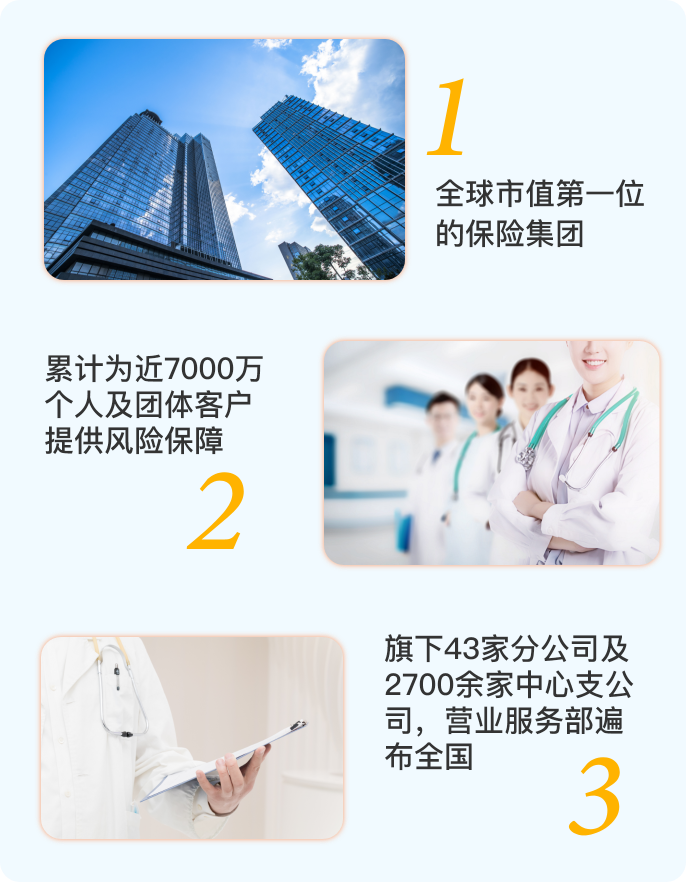 1
全球市值第一位
的保险集团
累计为近7000万
个人及团体客户
提供风险保障
2
旗下43家分公司及
2700余家中心支公
司，营业服务部遍
布全国
3